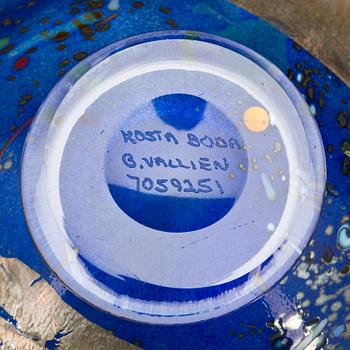 KOSTA BODA
B. VALLIEN
7059251